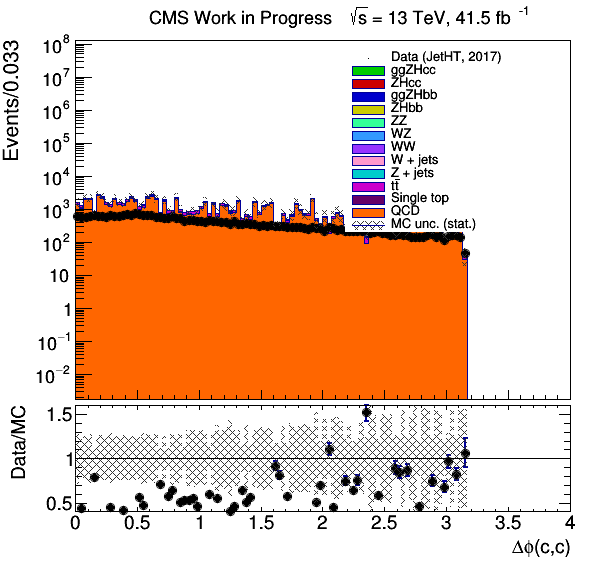 CMS Work in Progress √s = 13 TeV, 41.5 fb⁻¹
Events/0.033
10⁸
10⁷
10⁶
10⁵
10⁴
10³
10²
10
1
10⁻¹
10⁻²
Data (JetHT, 2017)
ggZHcc
ZHcc
ggZHbb
ZHbb
ZZ
WZ
WW
W + jets
Z + jets
tt̄
Single top
QCD
MC unc. (stat.)
Data/MC
1.5
1
0.5
0 0.5 1 1.5 2 2.5 3 3.5 4
Δϕ(c,c)